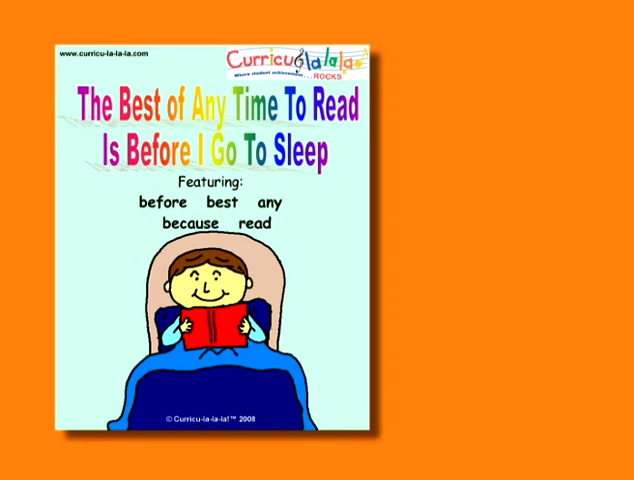 www.curricu-la-la-la.com
Curricu la la la
Where student achievement . . . ROCKS
The Best of Any Time To Read
Is Before I Go To Sleep
Featuring:
before best any
because read
© Curricu-la-la-la!™ 2008